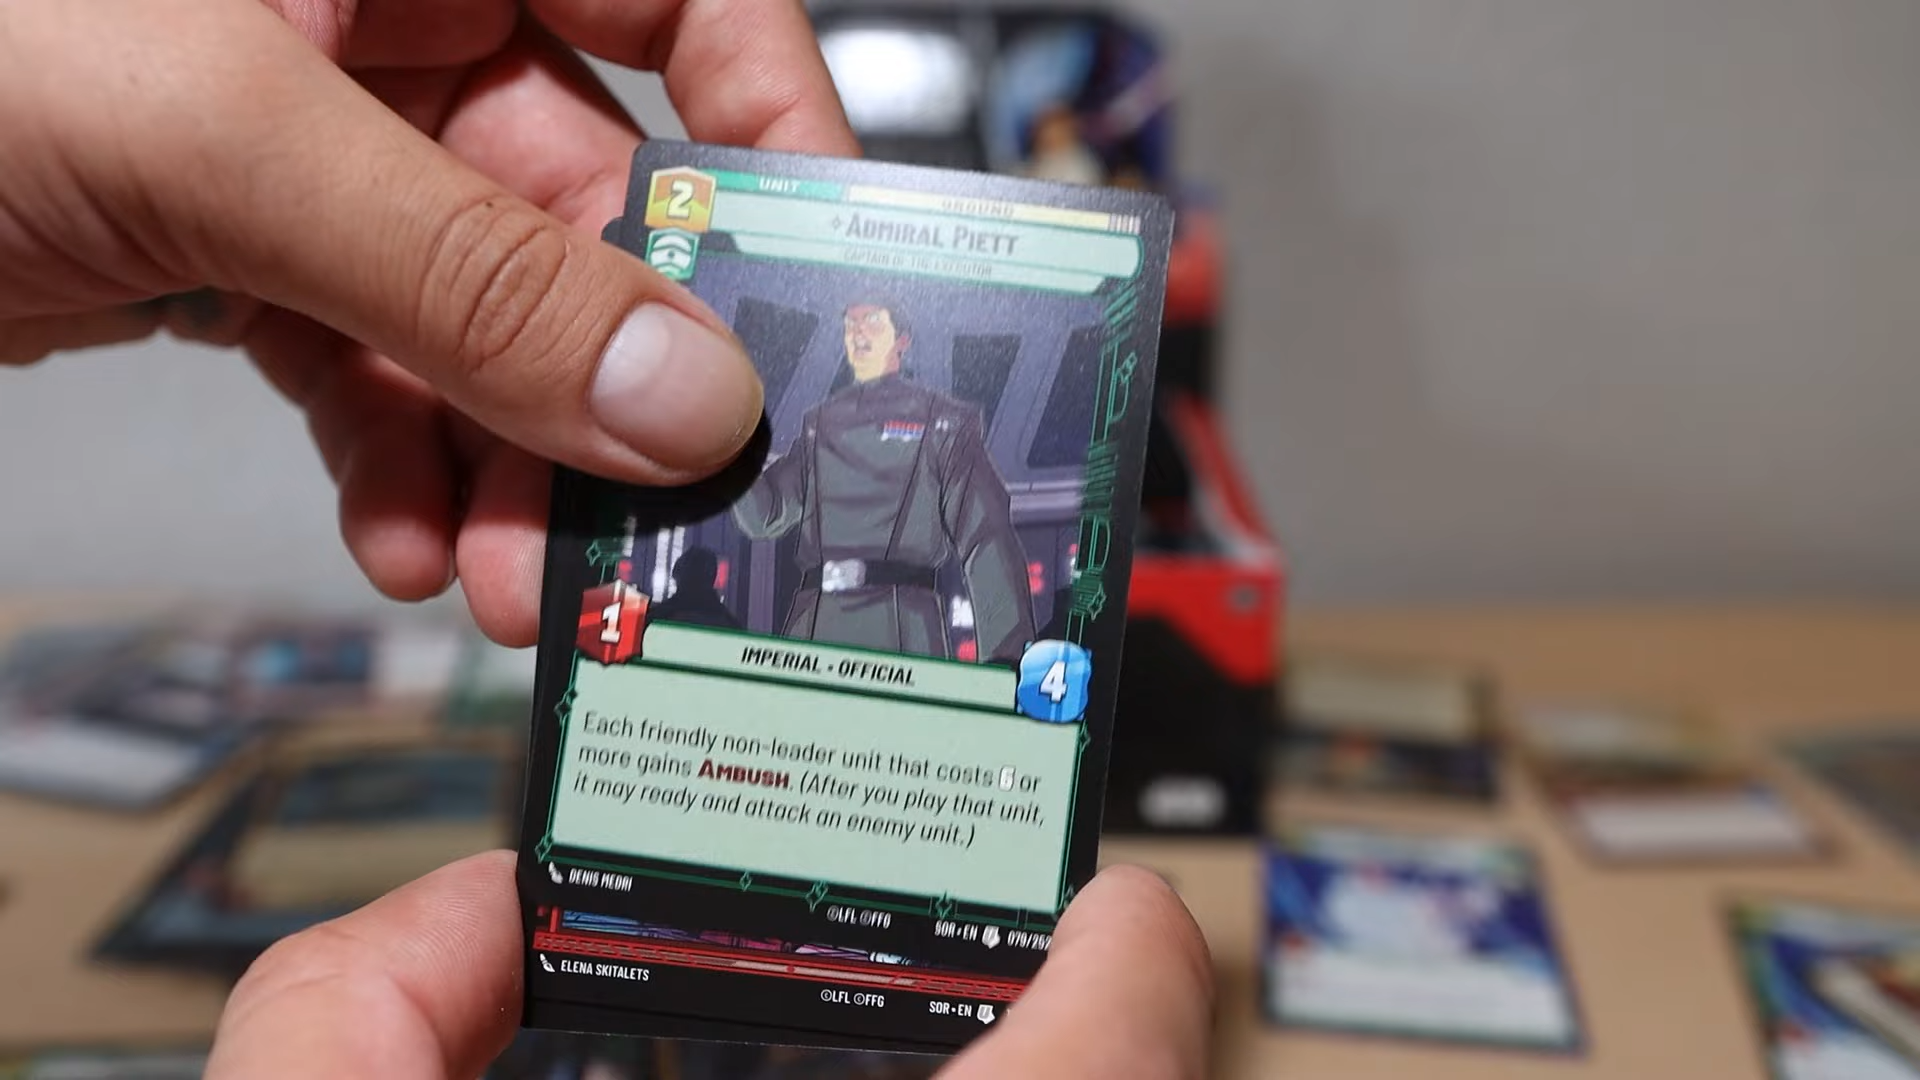 2
UNIT
GROUND
ADMIRAL PIETT
CAPTAIN OF THE EXECUTOR
1
IMPERIAL • OFFICIAL
4
Each friendly non-leader unit that costs 6 or
more gains AMBUSH. (After you play that unit,
it may ready and attack an enemy unit.)
DENIS MEDRI
©LFL ©FFG
SOR • EN U 079/252
ELENA SKITALETS
©LFL ©FFG
SOR • EN U